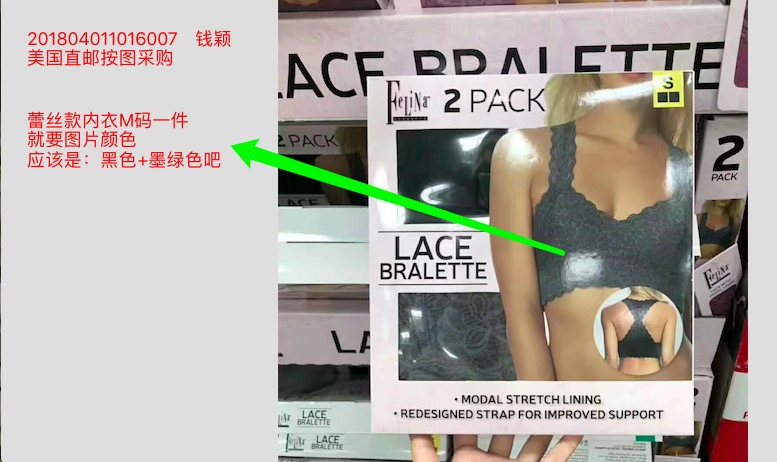 201804011016007 钱颖
美国直邮按图采购
蕾丝款内衣M码一件
就要图片颜色
应该是：黑色+墨绿色吧
LACE BRALETTE
2 PACK
FeLiNa
2 PACK
S
2
PACK
LACE
BRALETTE
• MODAL STRETCH LINING
• REDESIGNED STRAP FOR IMPROVED SUPPORT
FeLiNa
LACE
BRALETTE
FeLiNa
LACE
BRALETTE
FeLiNa
2